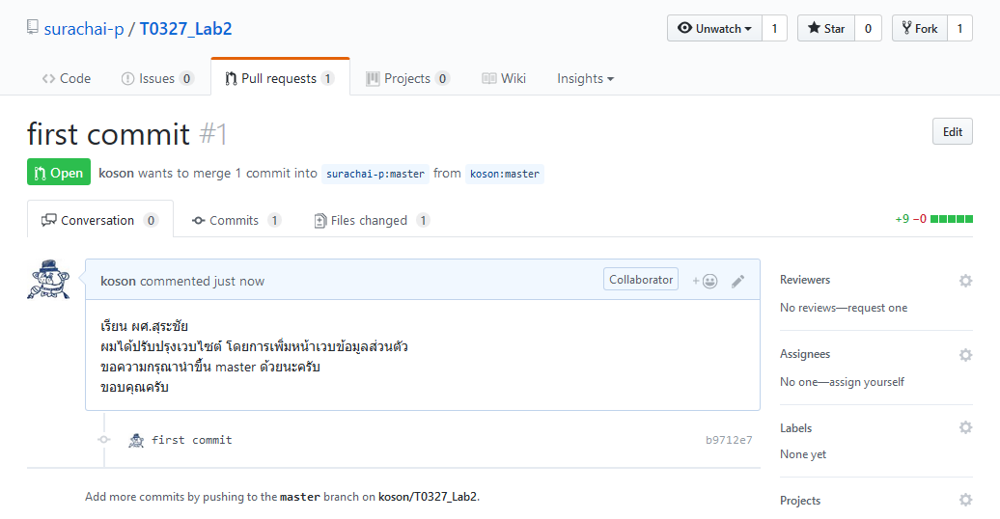 surachai-p / T0327_Lab2
Unwatch 1 Star 0 Fork 1
Code Issues 0 Pull requests 1 Projects 0 Wiki Insights
first commit #1
Edit
Open koson wants to merge 1 commit into surachai-p:master from koson:master
Conversation 0 Commits 1 Files changed 1 +9 −0
koson commented just now Collaborator
เรียน ผศ.สุระชัย
ผมได้ปรับปรุงเวบไซต์ โดยการเพิ่มหน้าเวบข้อมูลส่วนตัว
ขอความกรุณานำขึ้น master ด้วยนะครับ
ขอบคุณครับ
first commit b9712e7
Add more commits by pushing to the master branch on koson/T0327_Lab2.
Reviewers
No reviews—request one
Assignees
No one—assign yourself
Labels
None yet
Projects